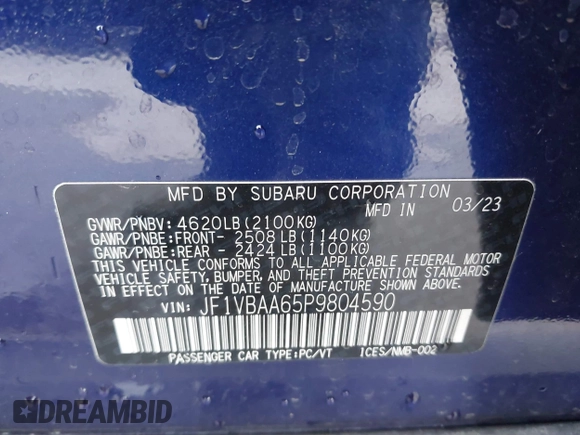 MFD BY SUBARU CORPORATION
MFD IN 03/23
GVWR/PNBV: 4620LB(2100KG)
GAWR/PNBE:FRONT- 2508LB(1140KG)
GAWR/PNBE:REAR - 2424LB(1100KG)
THIS VEHICLE CONFORMS TO ALL APPLICABLE FEDERAL MOTOR
VEHICLE SAFETY, BUMPER, AND THEFT PREVENTION STANDARDS
IN EFFECT ON THE DATE OF MANUFACTURE SHOWN ABOVE.
VIN: JF1VBAA65P9804590
PASSENGER CAR TYPE:PC/VT ICES/NMB-002
DREAMBID